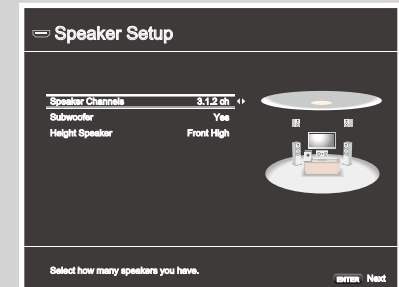 Speaker Setup
Speaker Channels 3.1.2 ch
Subwoofer Yes
Height Speaker Front High
Select how many speakers you have.
ENTER Next